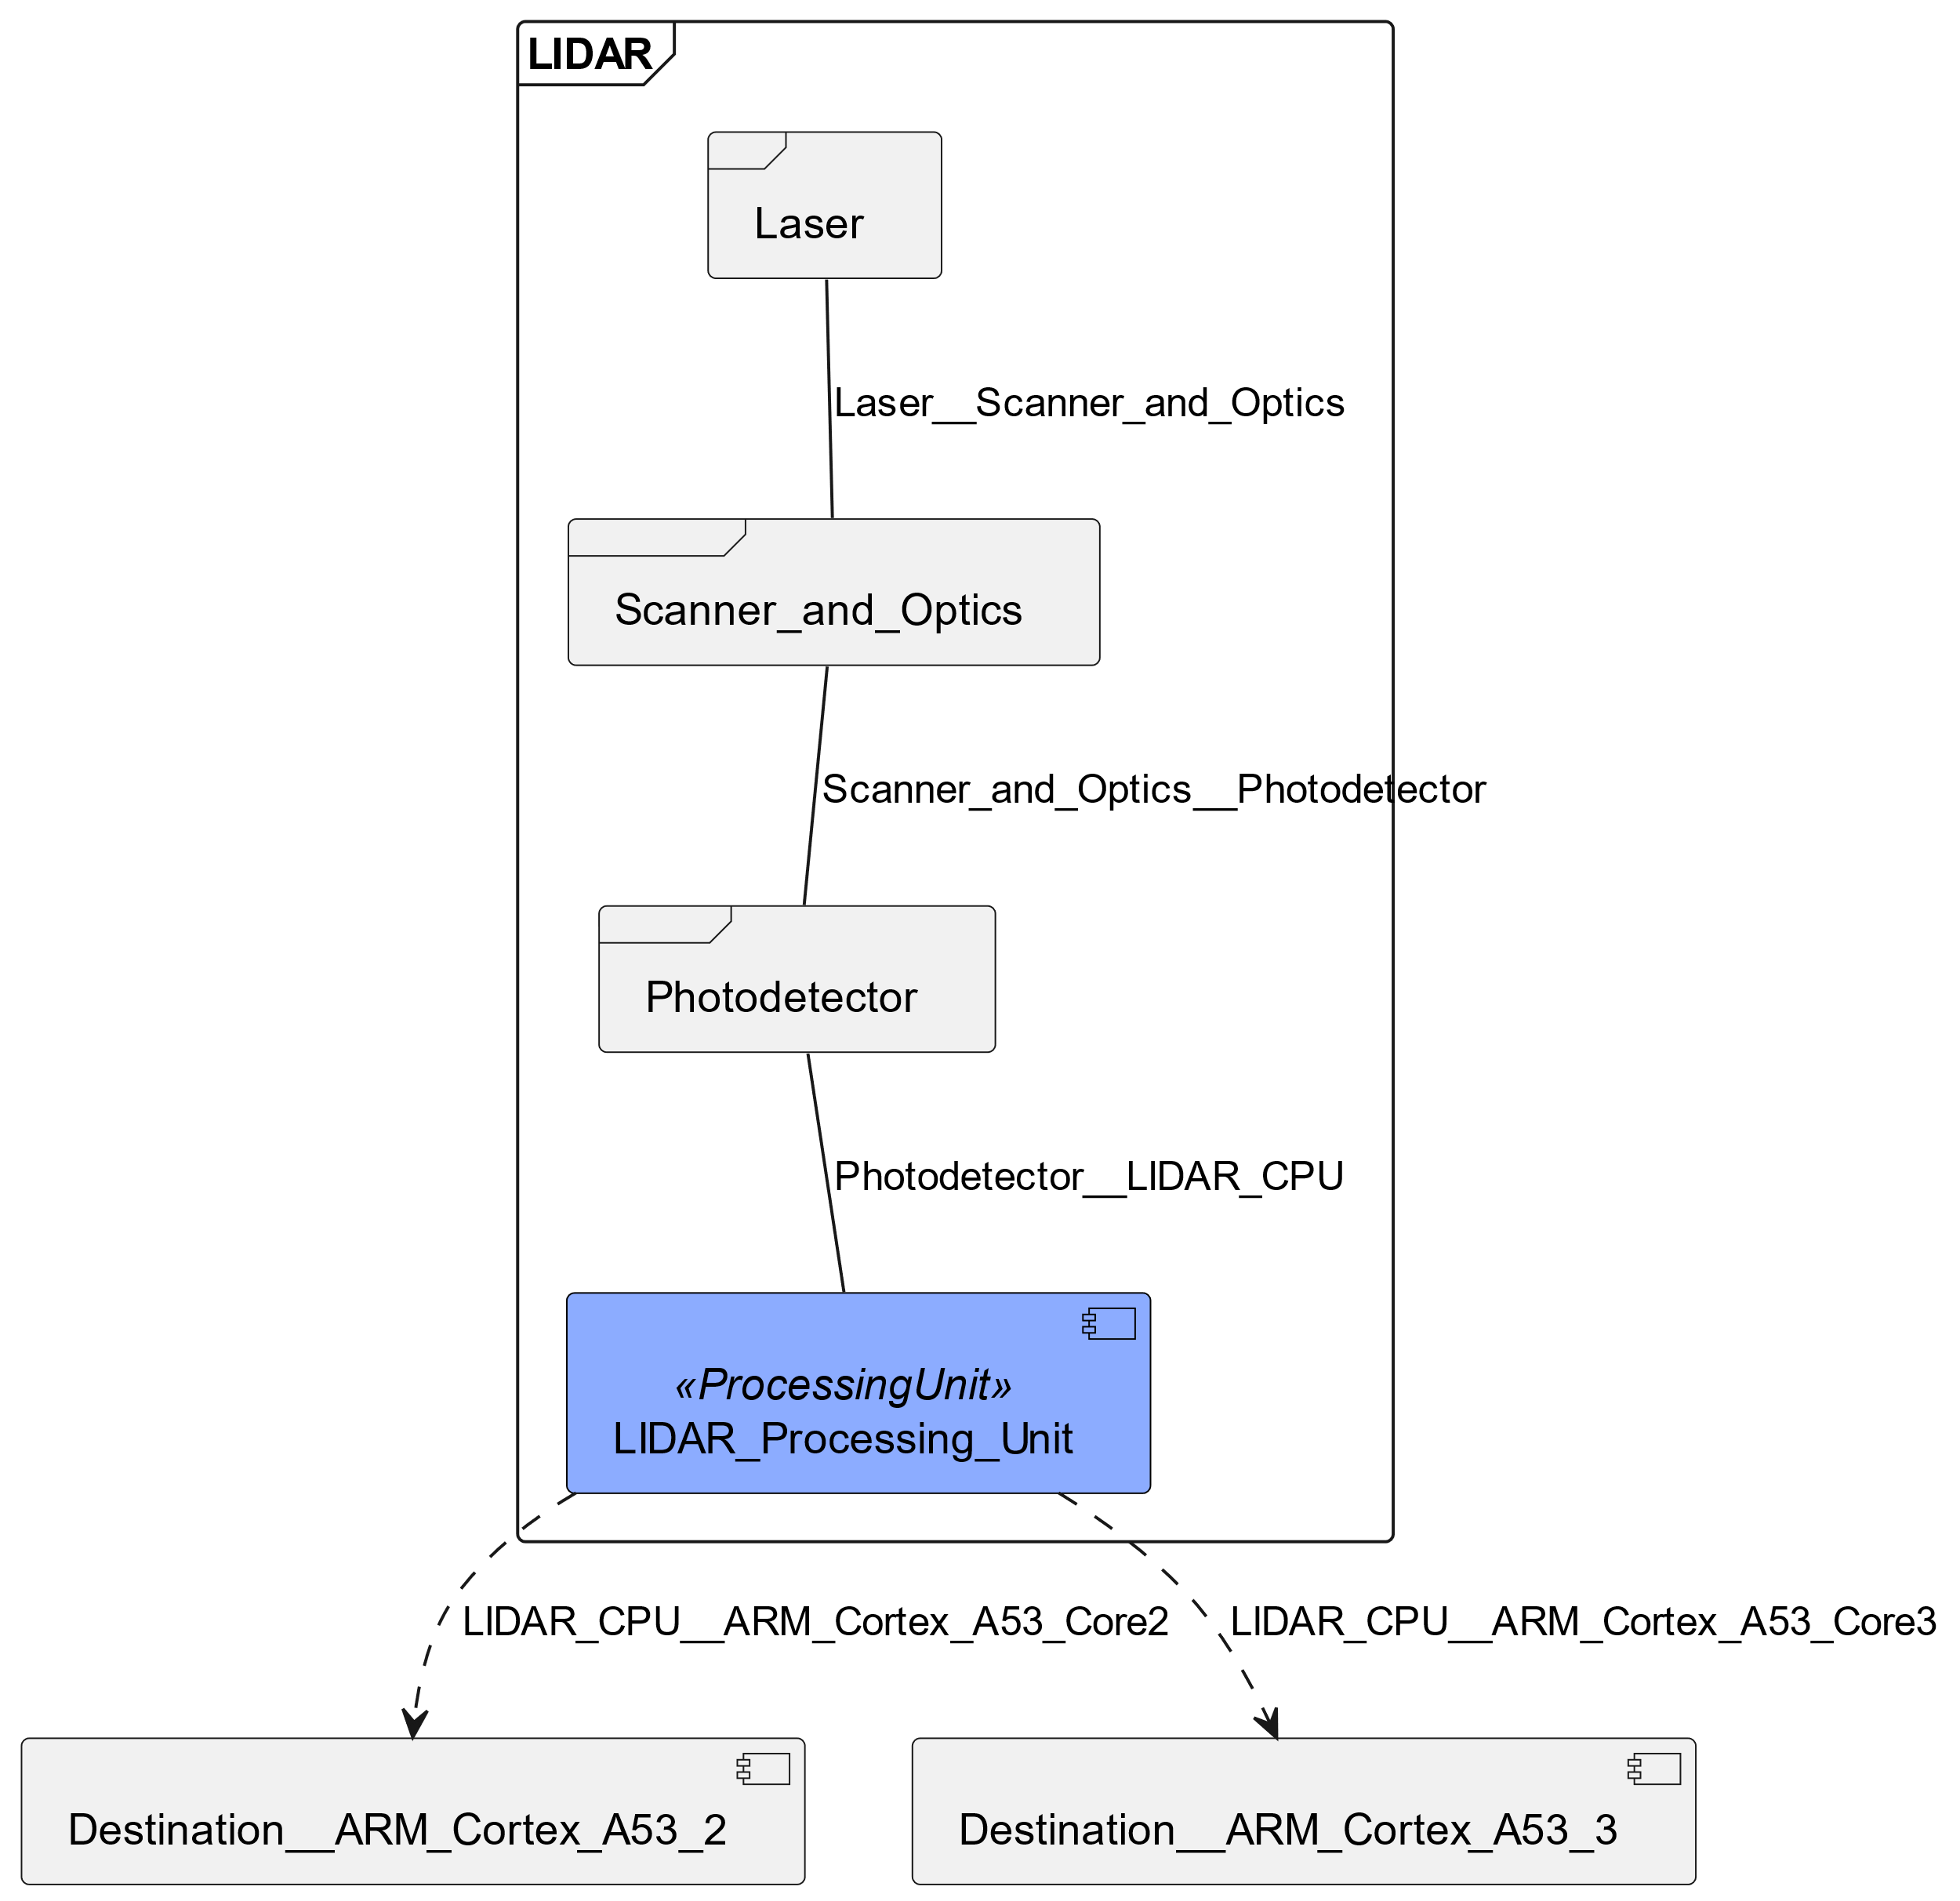 LIDAR
Laser
Laser__Scanner_and_Optics
Scanner_and_Optics
Scanner_and_Optics__Photodetector
Photodetector
Photodetector__LIDAR_CPU
«ProcessingUnit»
LIDAR_Processing_Unit
LIDAR_CPU__ARM_Cortex_A53_Core2
LIDAR_CPU__ARM_Cortex_A53_Core3
Destination__ARM_Cortex_A53_2
Destination__ARM_Cortex_A53_3